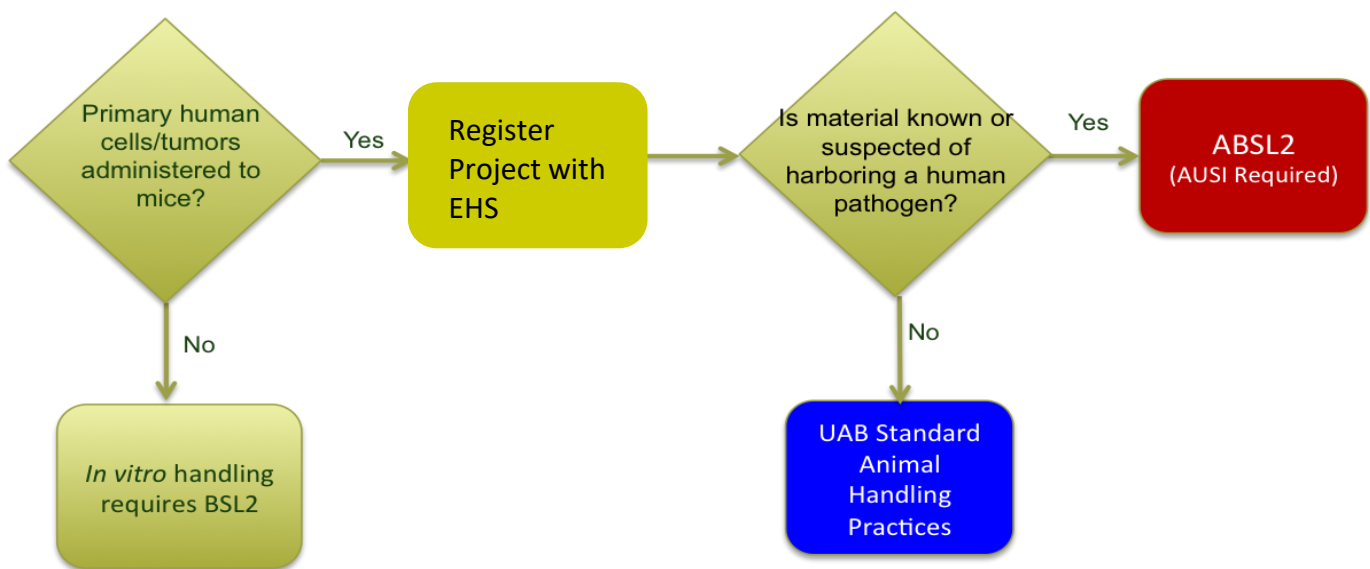 Primary human
cells/tumors
administered to
mice?
Yes
Register
Project with
EHS
Is material known or
suspected of
harboring a human
pathogen?
Yes
ABSL2
(AUSI Required)
No
In vitro handling
requires BSL2
No
UAB Standard
Animal
Handling
Practices